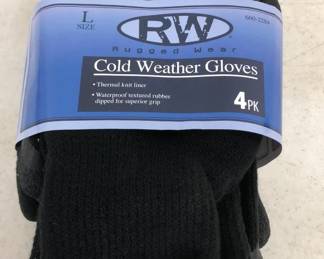 L
SIZE
RW
Rugged Wear
Cold Weather Gloves
• Thermal knit liner
• Waterproof textured rubber
dipped for superior grip
4PK